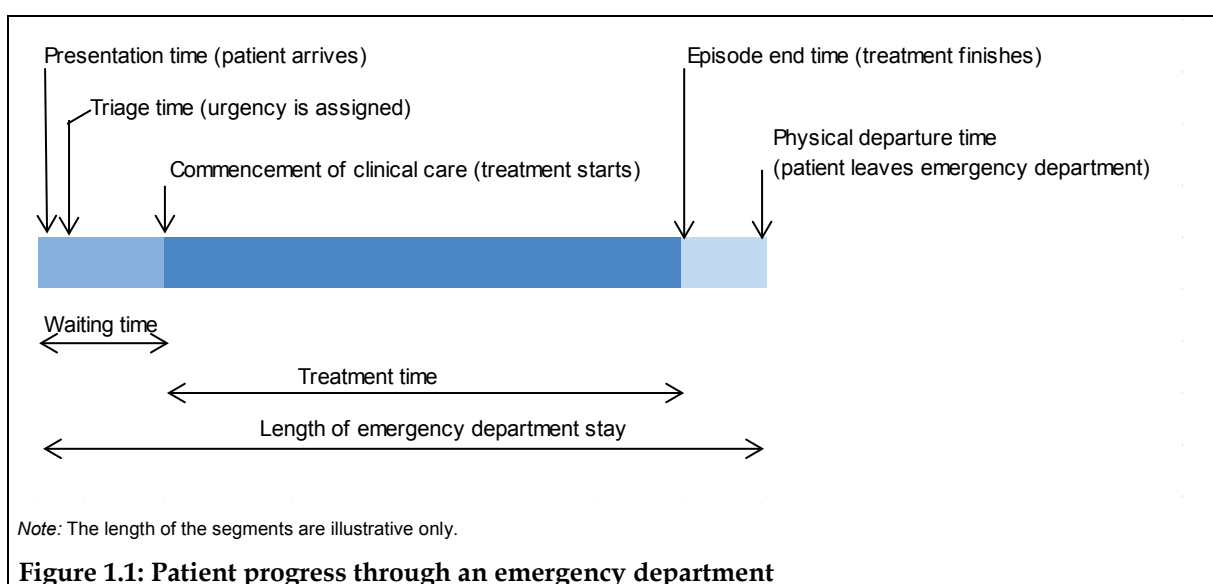 Presentation time (patient arrives)
Episode end time (treatment finishes)
Triage time (urgency is assigned)
Physical departure time
(patient leaves emergency department)
Commencement of clinical care (treatment starts)
Waiting time
Treatment time
Length of emergency department stay
Note: The length of the segments are illustrative only.
Figure 1.1: Patient progress through an emergency department